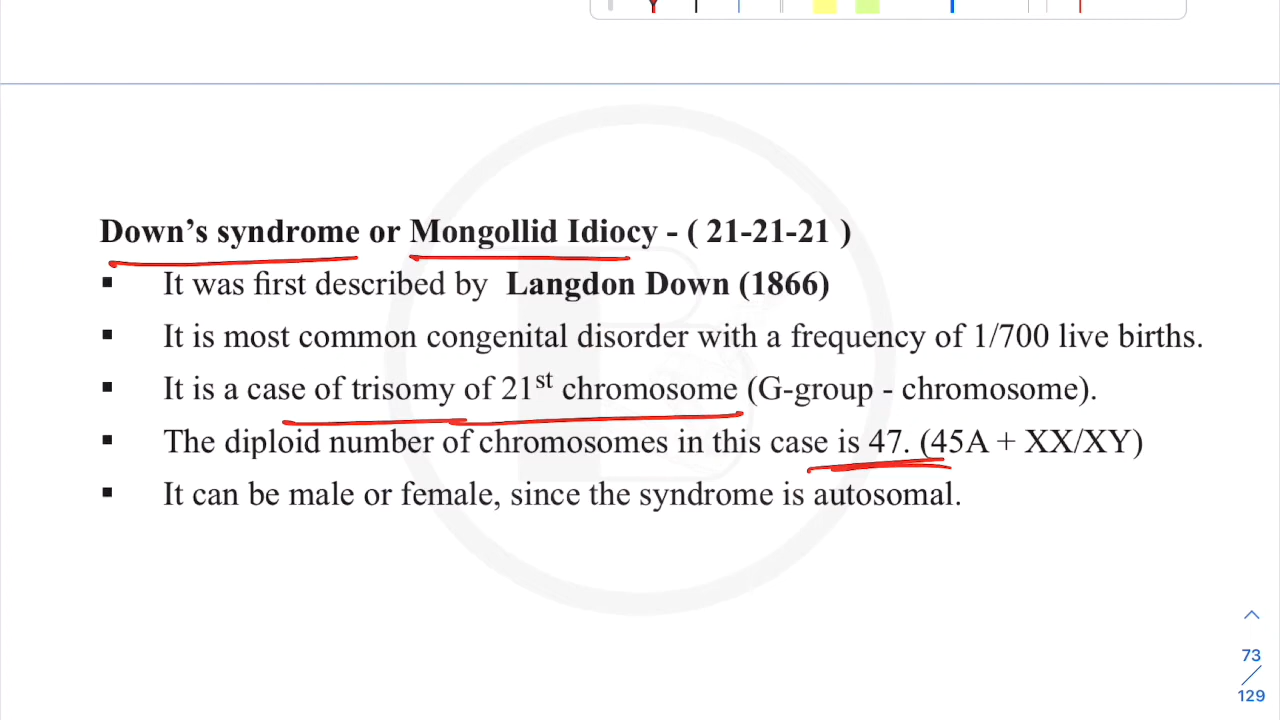 Down’s syndrome or Mongollid Idiocy - ( 21-21-21 )
▪ It was first described by Langdon Down (1866)
▪ It is most common congenital disorder with a frequency of 1/700 live births.
▪ It is a case of trisomy of 21st chromosome (G-group - chromosome).
▪ The diploid number of chromosomes in this case is 47. (45A + XX/XY)
▪ It can be male or female, since the syndrome is autosomal.
73
129